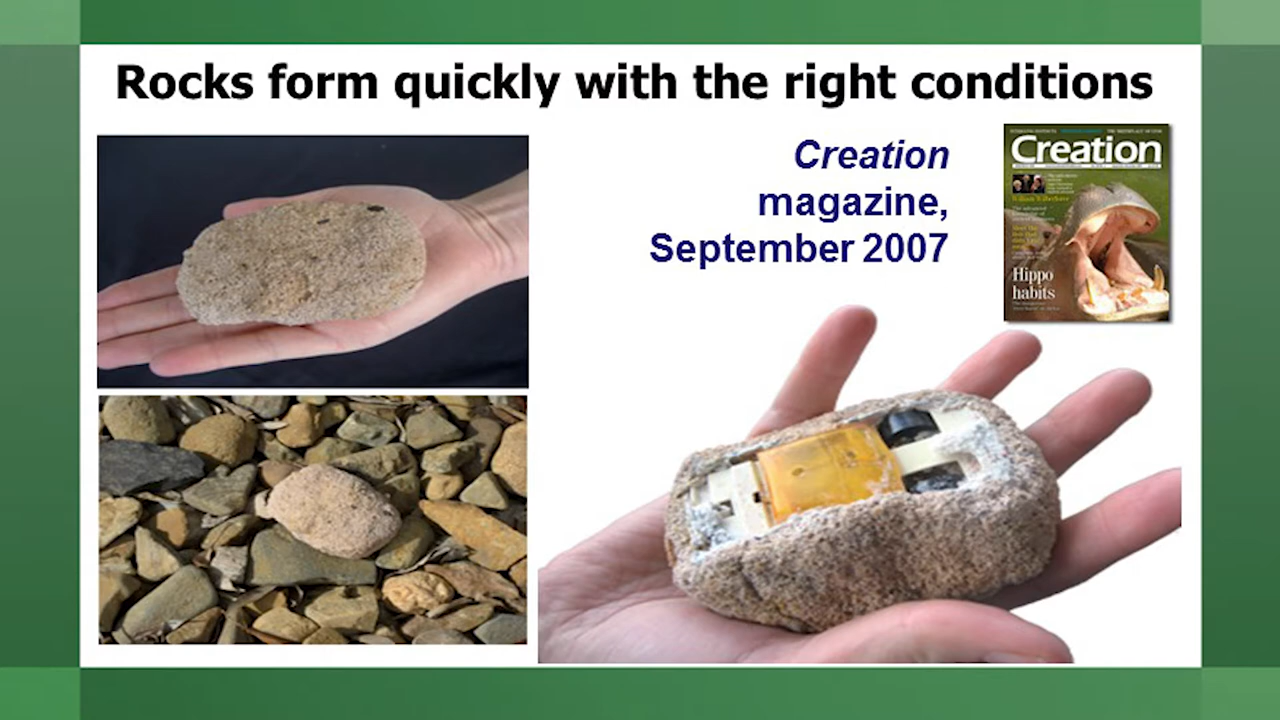 Rocks form quickly with the right conditions
Creation
magazine,
September 2007
Creation
Hippo
habits